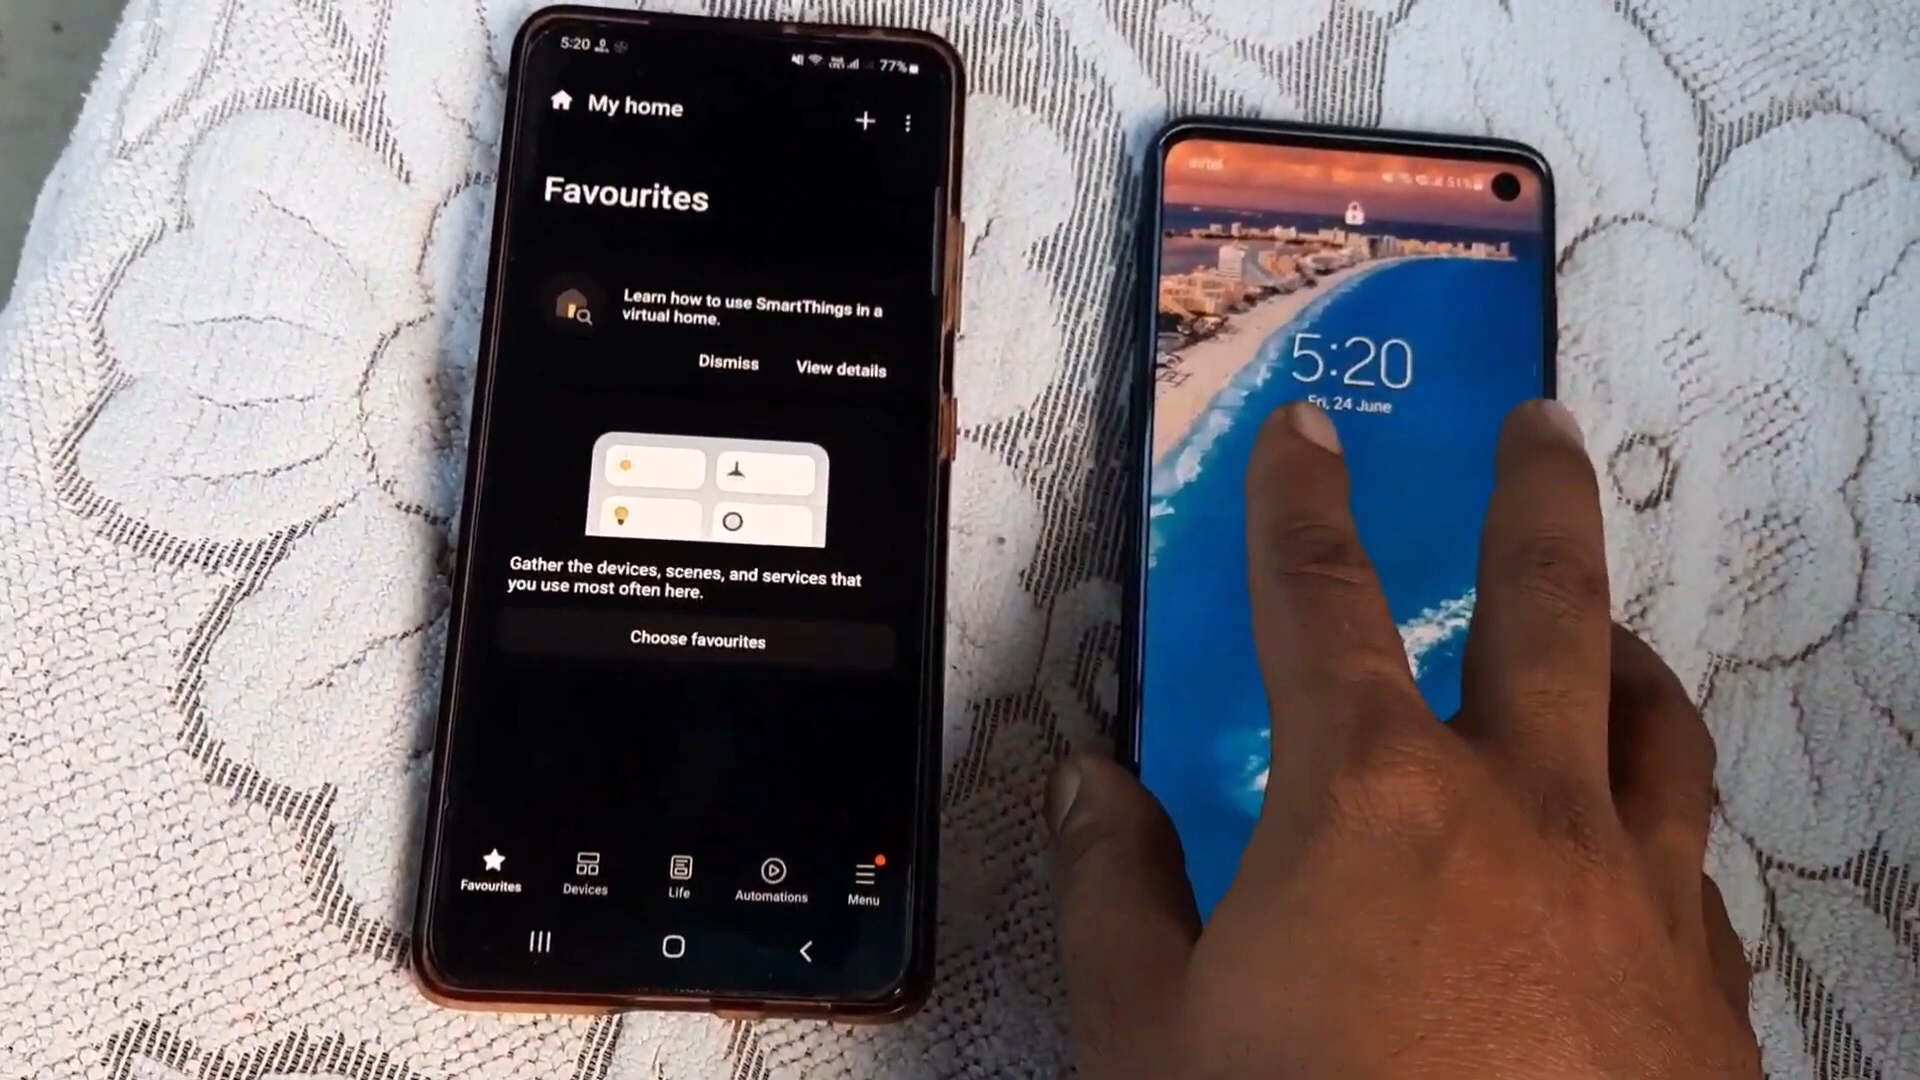 5:20
77%
My home
Favourites
Learn how to use SmartThings in a
virtual home.
Dismiss
View details
Gather the devices, scenes, and services that
you use most often here.
Choose favourites
Favourites
Devices
Life
Automations
Menu
airtel
51%
5:20
Fri, 24 June